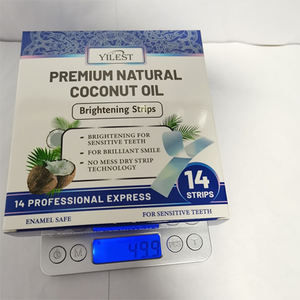 YILEST
PREMIUM NATURAL
COCONUT OIL
Brightening Strips
• BRIGHTENING FOR
SENSITIVE TEETH
• FOR BRILLIANT SMILE
• NO MESS DRY STRIP
TECHNOLOGY
14
STRIPS
14 PROFESSIONAL EXPRESS
ENAMEL SAFE
FOR SENSITIVE TEETH
499